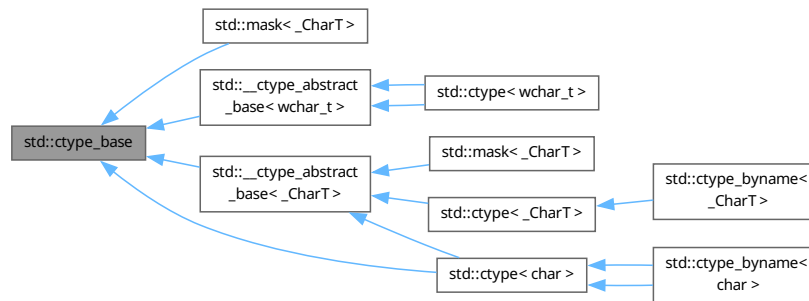 std::mask< _CharT >
std::__ctype_abstract
_base< wchar_t >
std::ctype< wchar_t >
std::ctype_base
std::mask< _CharT >
std::__ctype_abstract
_base< _CharT >
std::ctype< _CharT >
std::ctype_byname<
_CharT >
std::ctype< char >
std::ctype_byname<
char >